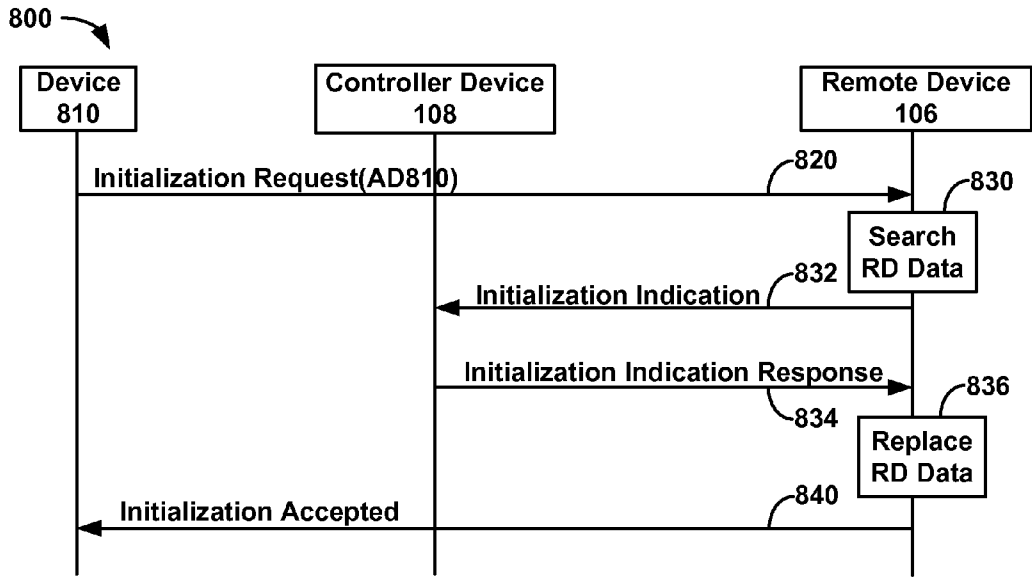 800
Device
810
Controller Device
108
Remote Device
106
Initialization Request(AD810)
820
830
Search
RD Data
832
Initialization Indication
Initialization Indication Response
834
836
Replace
RD Data
840
Initialization Accepted